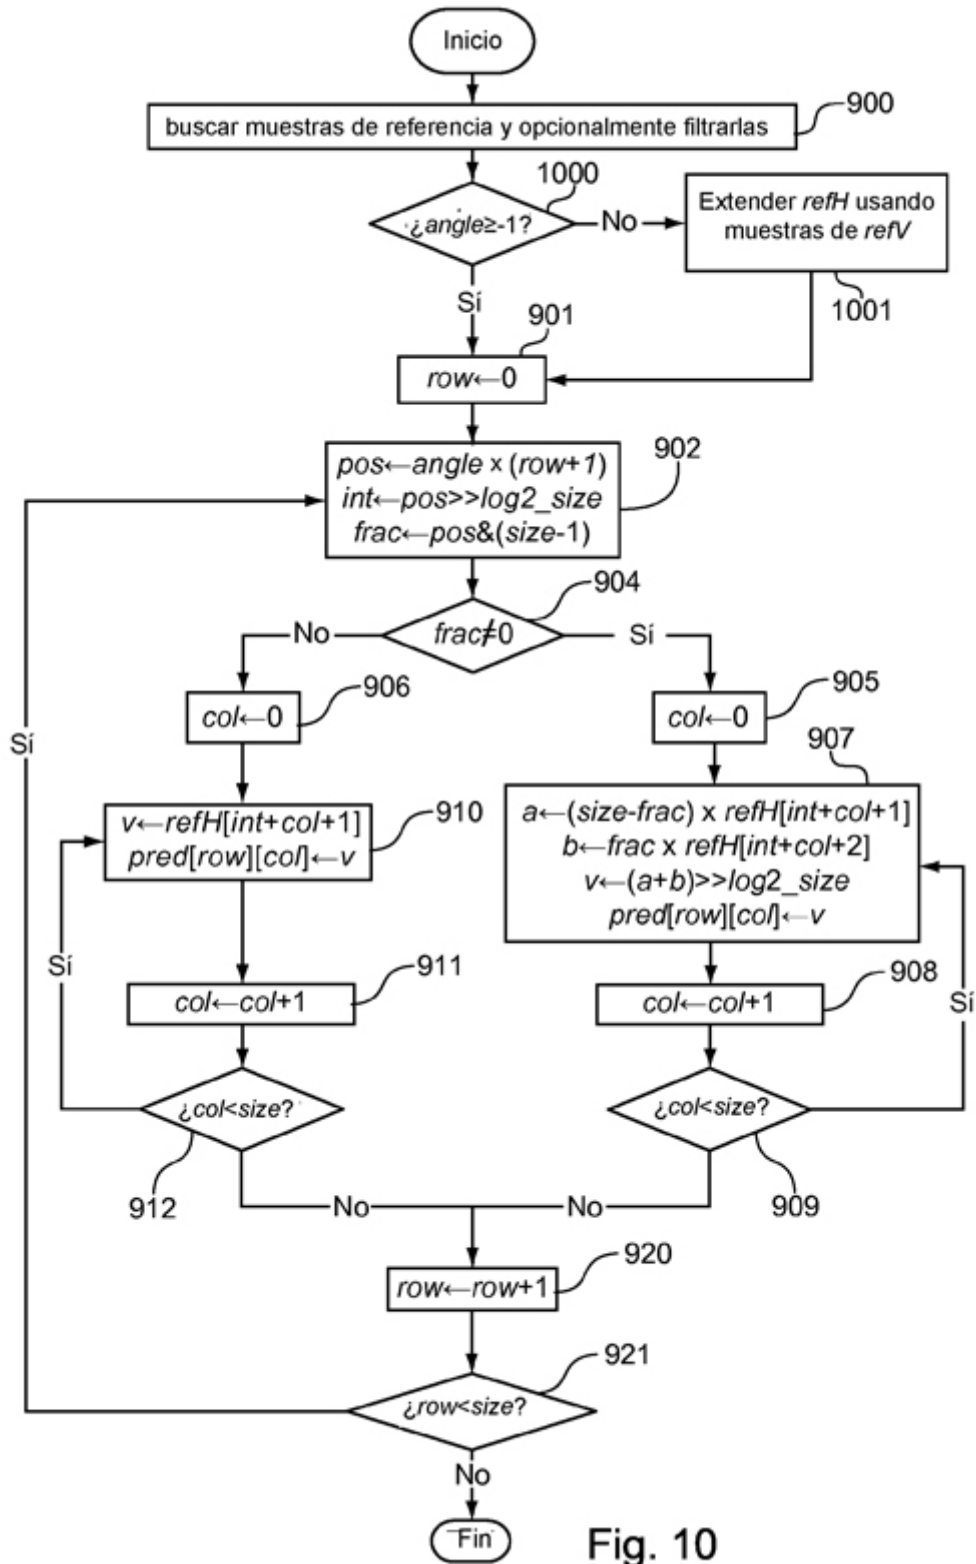 Inicio
900
buscar muestras de referencia y opcionalmente filtrarlas
1000
¿angle≥-1?
No
Extender refH usando
muestras de refV
1001
Sí
901
row←0
902
pos←angle x (row+1)
int←pos>>log2_size
frac←pos&(size-1)
904
frac≠0
No
Sí
906
col←0
905
col←0
Sí
907
910
v←refH[int+col+1]
pred[row][col]←v
a←(size-frac) x refH[int+col+1]
b←frac x refH[int+col+2]
v←(a+b)>>log2_size
pred[row][col]←v
Sí
911
col←col+1
908
col←col+1
Sí
¿col<size?
912
¿col<size?
909
No
No
920
row←row+1
921
¿row<size?
No
Fin
Fig. 10